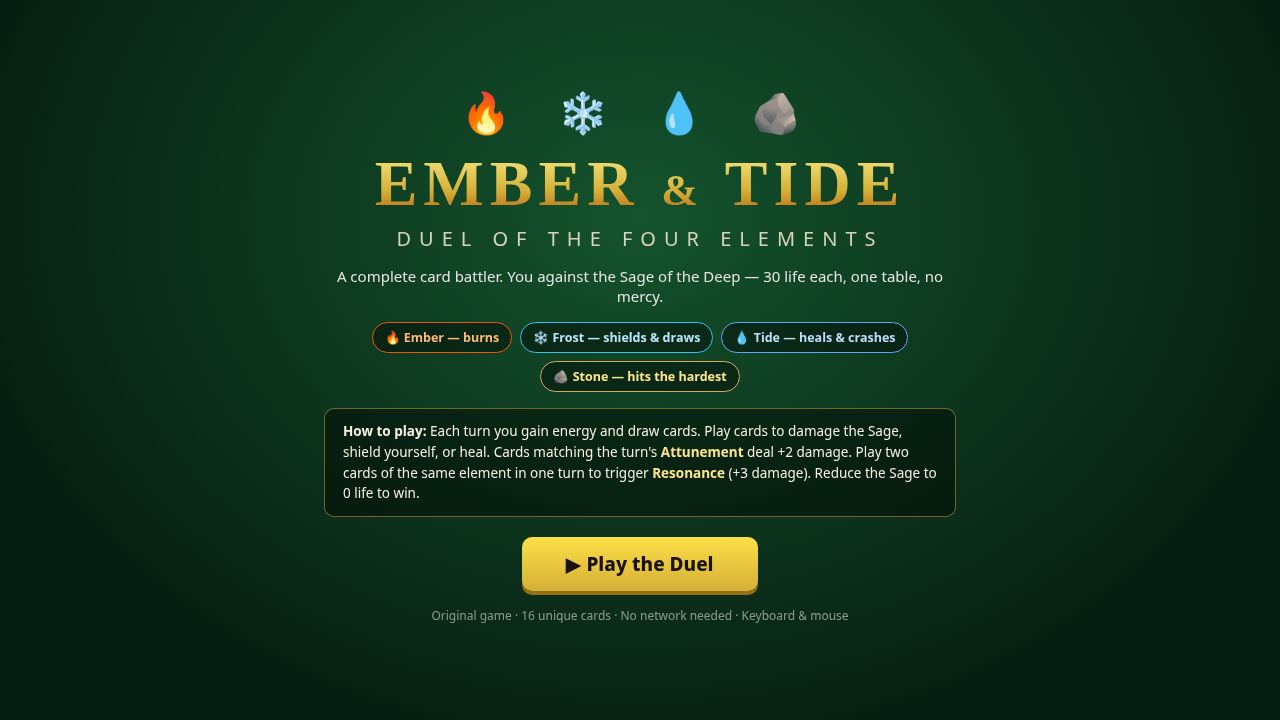 EMBER & TIDE
DUEL OF THE FOUR ELEMENTS
A complete card battler. You against the Sage of the Deep — 30 life each, one table, no
mercy.
Ember — burns
Frost — shields & draws
Tide — heals & crashes
Stone — hits the hardest
How to play: Each turn you gain energy and draw cards. Play cards to damage the Sage,
shield yourself, or heal. Cards matching the turn's Attunement deal +2 damage. Play two
cards of the same element in one turn to trigger Resonance (+3 damage). Reduce the Sage to
0 life to win.
▶ Play the Duel
Original game · 16 unique cards · No network needed · Keyboard & mouse